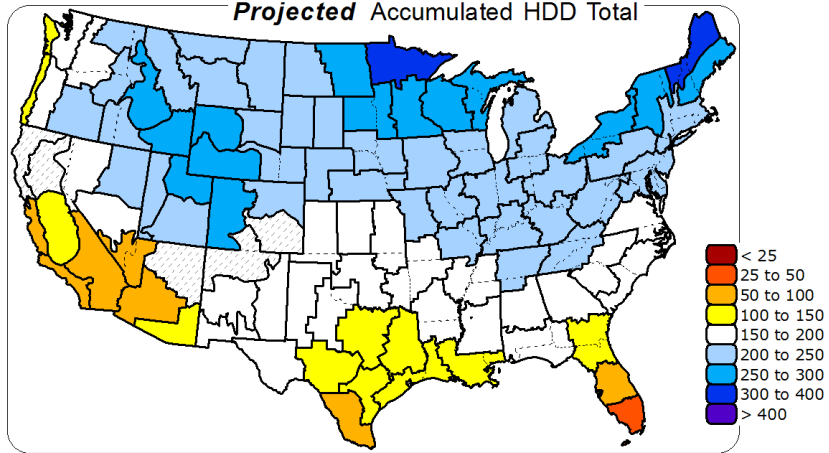 Projected Accumulated HDD Total
< 25
25 to 50
50 to 100
100 to 150
150 to 200
200 to 250
250 to 300
300 to 400
> 400